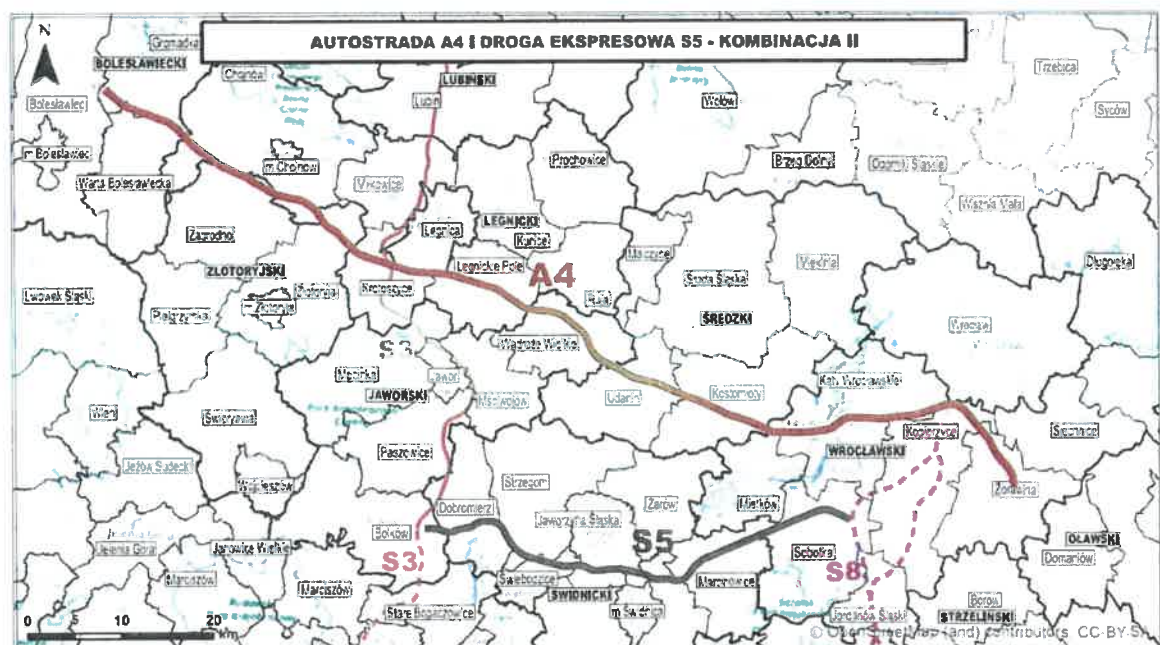 N
AUTOSTRADA A4 I DROGA EKSPRESOWA S5 - KOMBINACJA II
Gromadka
BOLESŁAWIECKI
Chojnów
LUBIŃSKI
Lubin
Wołów
Trzebnica
Syców
Bolesławiec
m Bolesławiec
Warta Bolesławiecka
m Chojnów
Miłkowice
Prochowice
Brzeg Dolny
Oborniki Śląskie
Wisznia Mała
Zagrodno
Legnica
LEGNICKI
Kunice
Malczyce
Miękinia
Długołęka
ZŁOTORYJSKI
Złotoryja
m Złotoryja
Krotoszyce
Legnickie Pole
A4
Ruja
Środa Śląska
ŚREDZKI
Wrocław
Lwówek Śląski
Pielgrzymka
S3
Wądroże Wielkie
Męcinka
Jawor
JAWORSKI
Mściwojów
Udanin
Kostomłoty
Kąty Wrocławskie
Wleń
Świerzawa
Kobierzyce
Siechnice
WROCŁAWSKI
Jeżów Sudecki
Wojcieszów
Paszowice
Strzegom
Żarów
Mietków
Żórawina
Dobromierz
Jaworzyna Śląska
Jelenia Góra
Janowice Wielkie
Bolków
S5
Sobótka
OŁAWSKI
Domaniów
S3
S8
Marciszów
Marciszów
Świebodzice
Marcinowice
ŚWIDNICKI
m Świdnica
Stare Bogaczowice
Jordanów Śląski
Borów
STRZELIŃSKI
0 5 10 20
km
© OpenStreetMap (and) contributors, CC-BY-SA